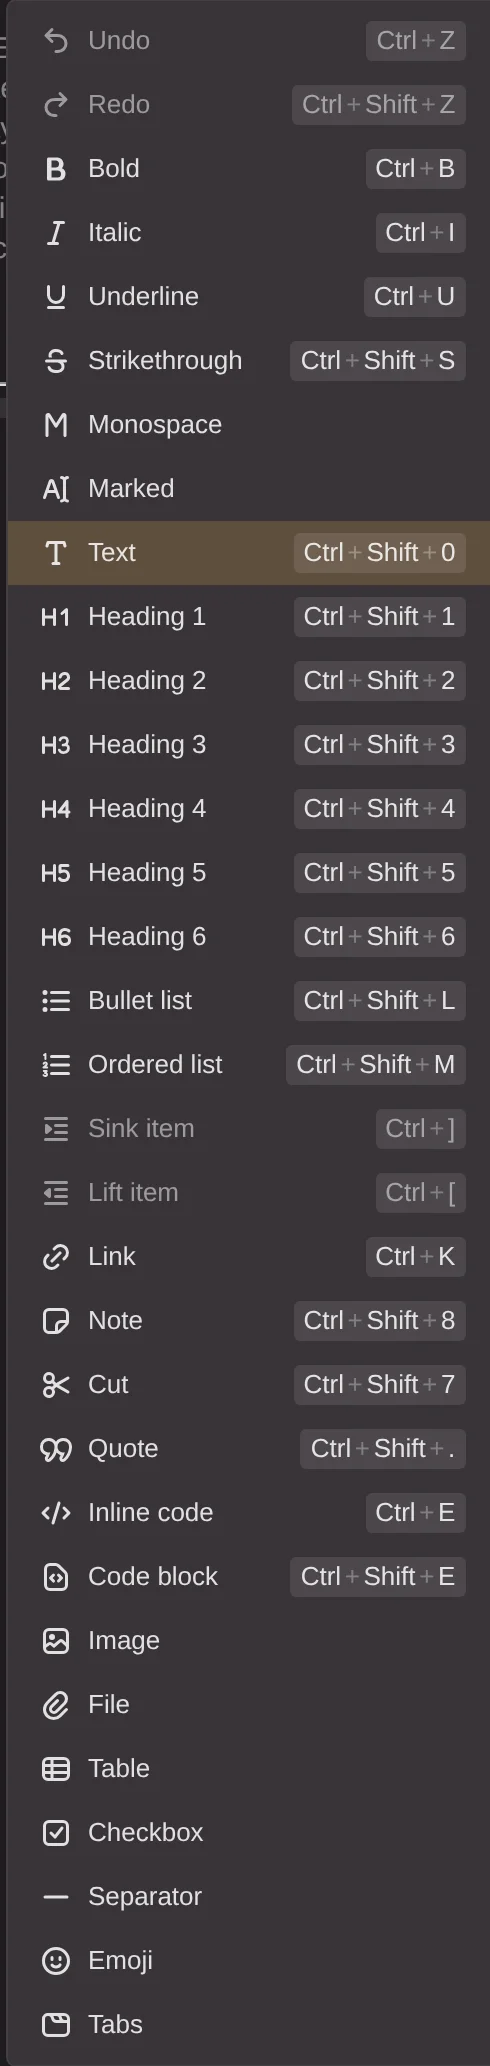 Undo Ctrl+Z
Redo Ctrl+Shift+Z
B Bold Ctrl+B
I Italic Ctrl+I
U Underline Ctrl+U
S Strikethrough Ctrl+Shift+S
M Monospace
A Marked
T Text Ctrl+Shift+0
H1 Heading 1 Ctrl+Shift+1
H2 Heading 2 Ctrl+Shift+2
H3 Heading 3 Ctrl+Shift+3
H4 Heading 4 Ctrl+Shift+4
H5 Heading 5 Ctrl+Shift+5
H6 Heading 6 Ctrl+Shift+6
Bullet list Ctrl+Shift+L
Ordered list Ctrl+Shift+M
Sink item Ctrl+]
Lift item Ctrl+[
Link Ctrl+K
Note Ctrl+Shift+8
Cut Ctrl+Shift+7
Quote Ctrl+Shift+.
</> Inline code Ctrl+E
Code block Ctrl+Shift+E
Image
File
Table
Checkbox
Separator
Emoji
Tabs